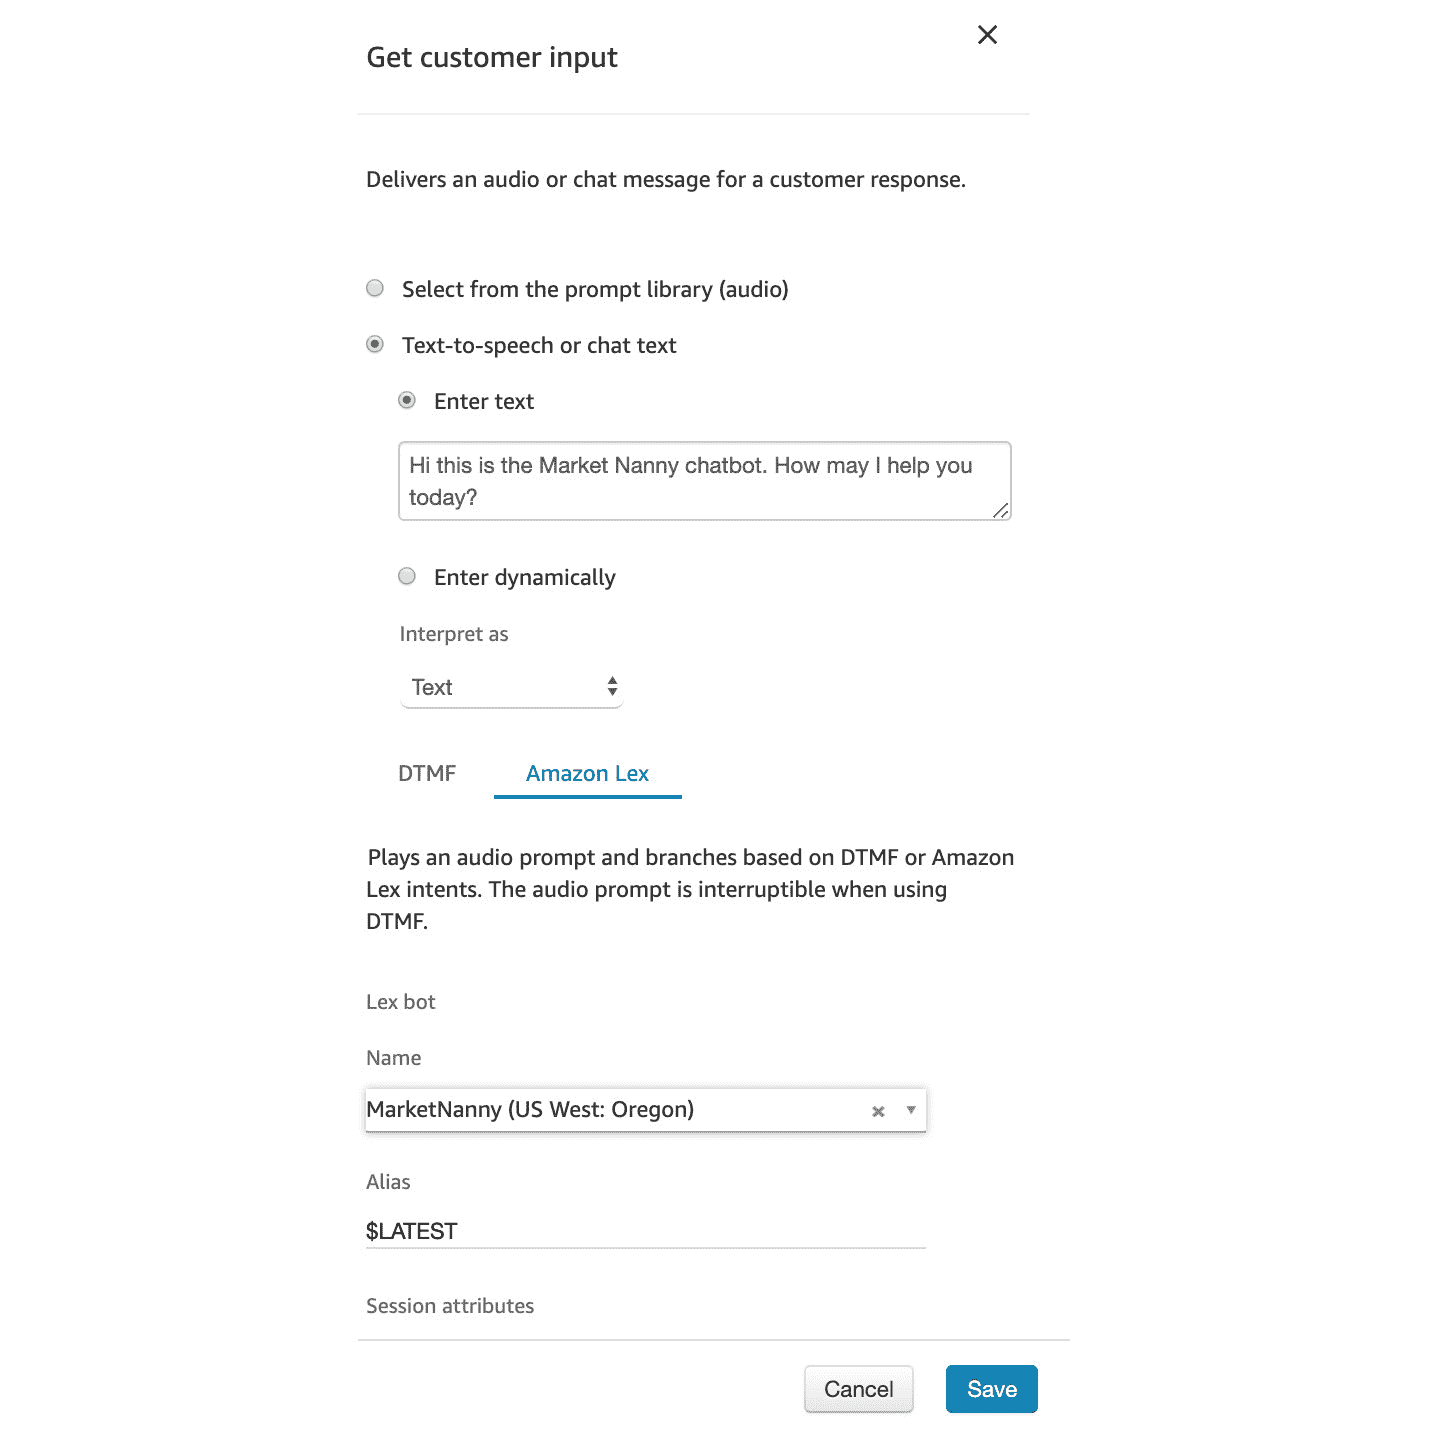 Get customer input
Delivers an audio or chat message for a customer response.
Select from the prompt library (audio)
Text-to-speech or chat text
Enter text
Hi this is the Market Nanny chatbot. How may I help you
today?
Enter dynamically
Interpret as
Text
DTMF Amazon Lex
Plays an audio prompt and branches based on DTMF or Amazon
Lex intents. The audio prompt is interruptible when using
DTMF.
Lex bot
Name
MarketNanny (US West: Oregon)
Alias
$LATEST
Session attributes
Cancel Save